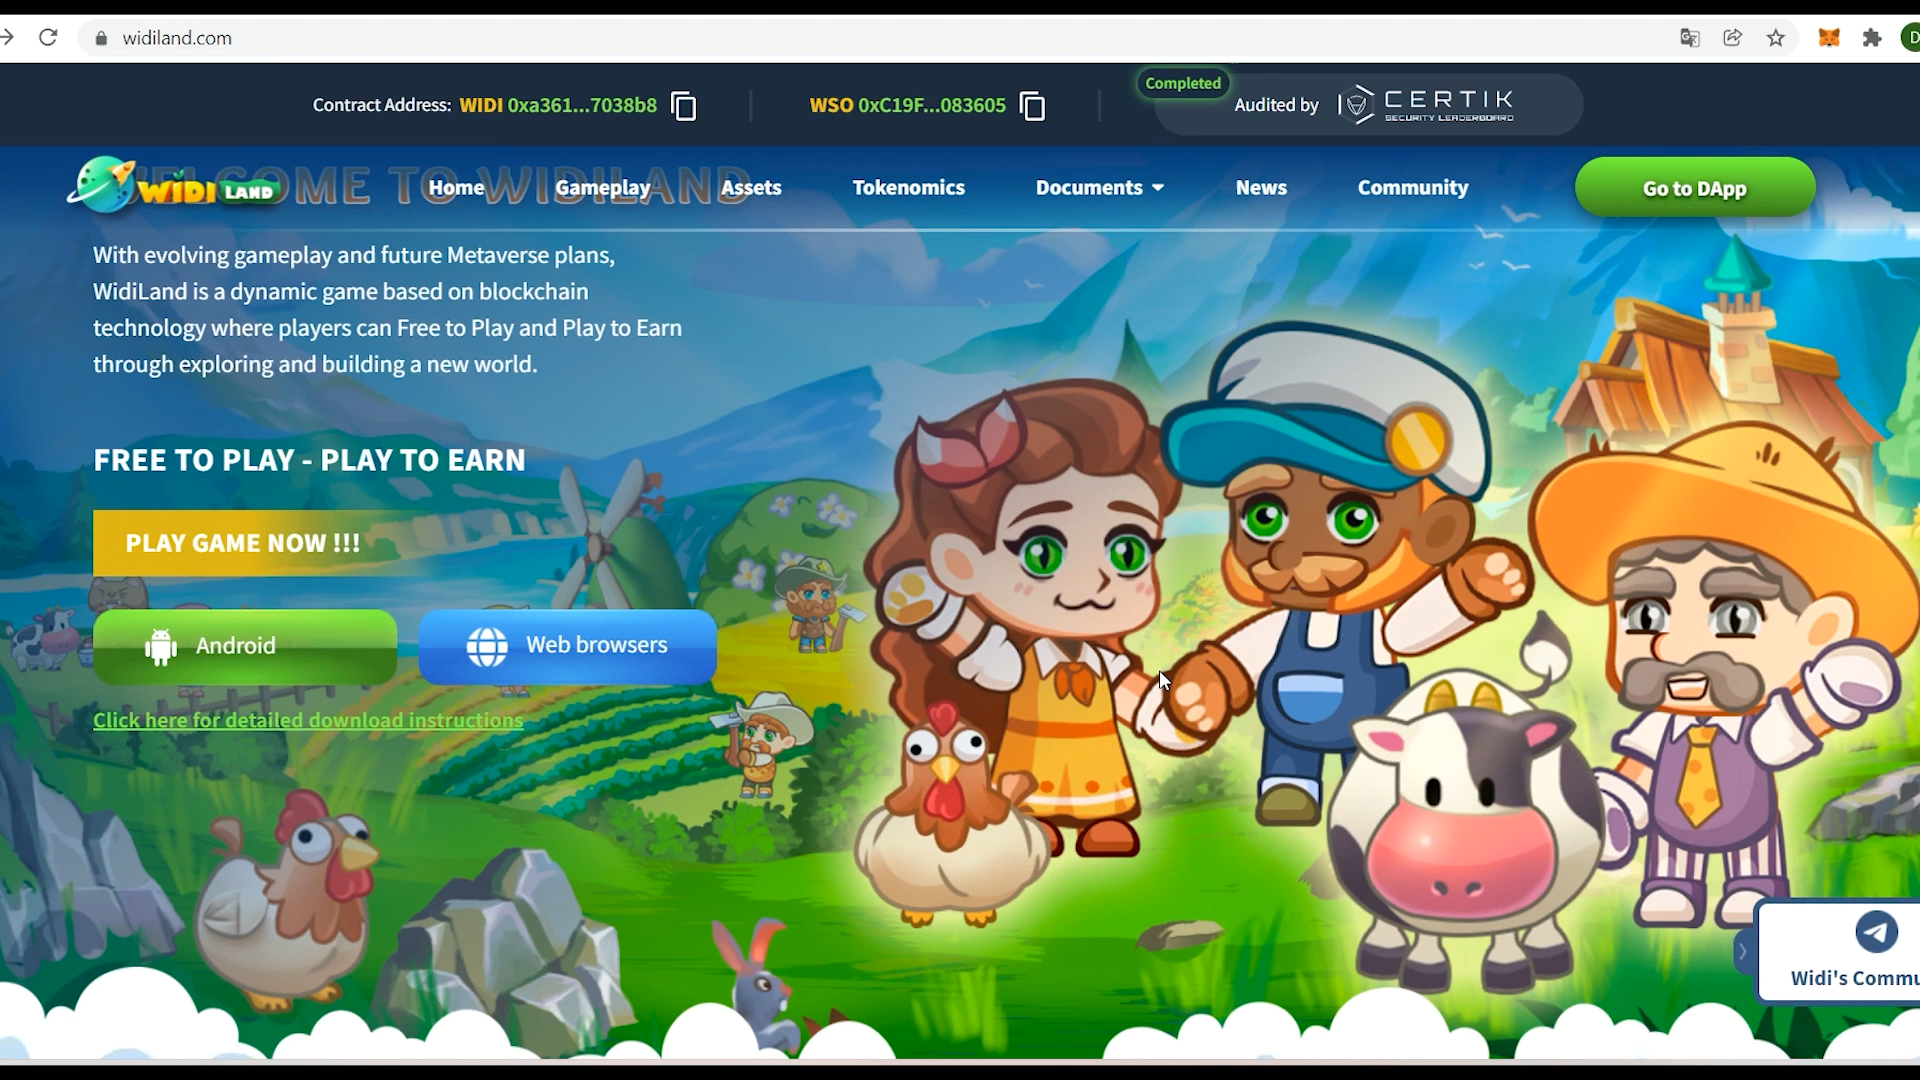 widiland.com
D
Completed
Contract Address: WIDI 0xa361...7038b8
WSO 0xC19F...083605
Audited by
CERTIK
SECURITY LEADERBOARD
WELCOME TO WIDILAND
WIDI LAND
Home
Gameplay
Assets
Tokenomics
Documents
News
Community
Go to DApp
With evolving gameplay and future Metaverse plans,
WidiLand is a dynamic game based on blockchain
technology where players can Free to Play and Play to Earn
through exploring and building a new world.
FREE TO PLAY - PLAY TO EARN
PLAY GAME NOW !!!
Android
Web browsers
Click here for detailed download instructions
Widi's Commu